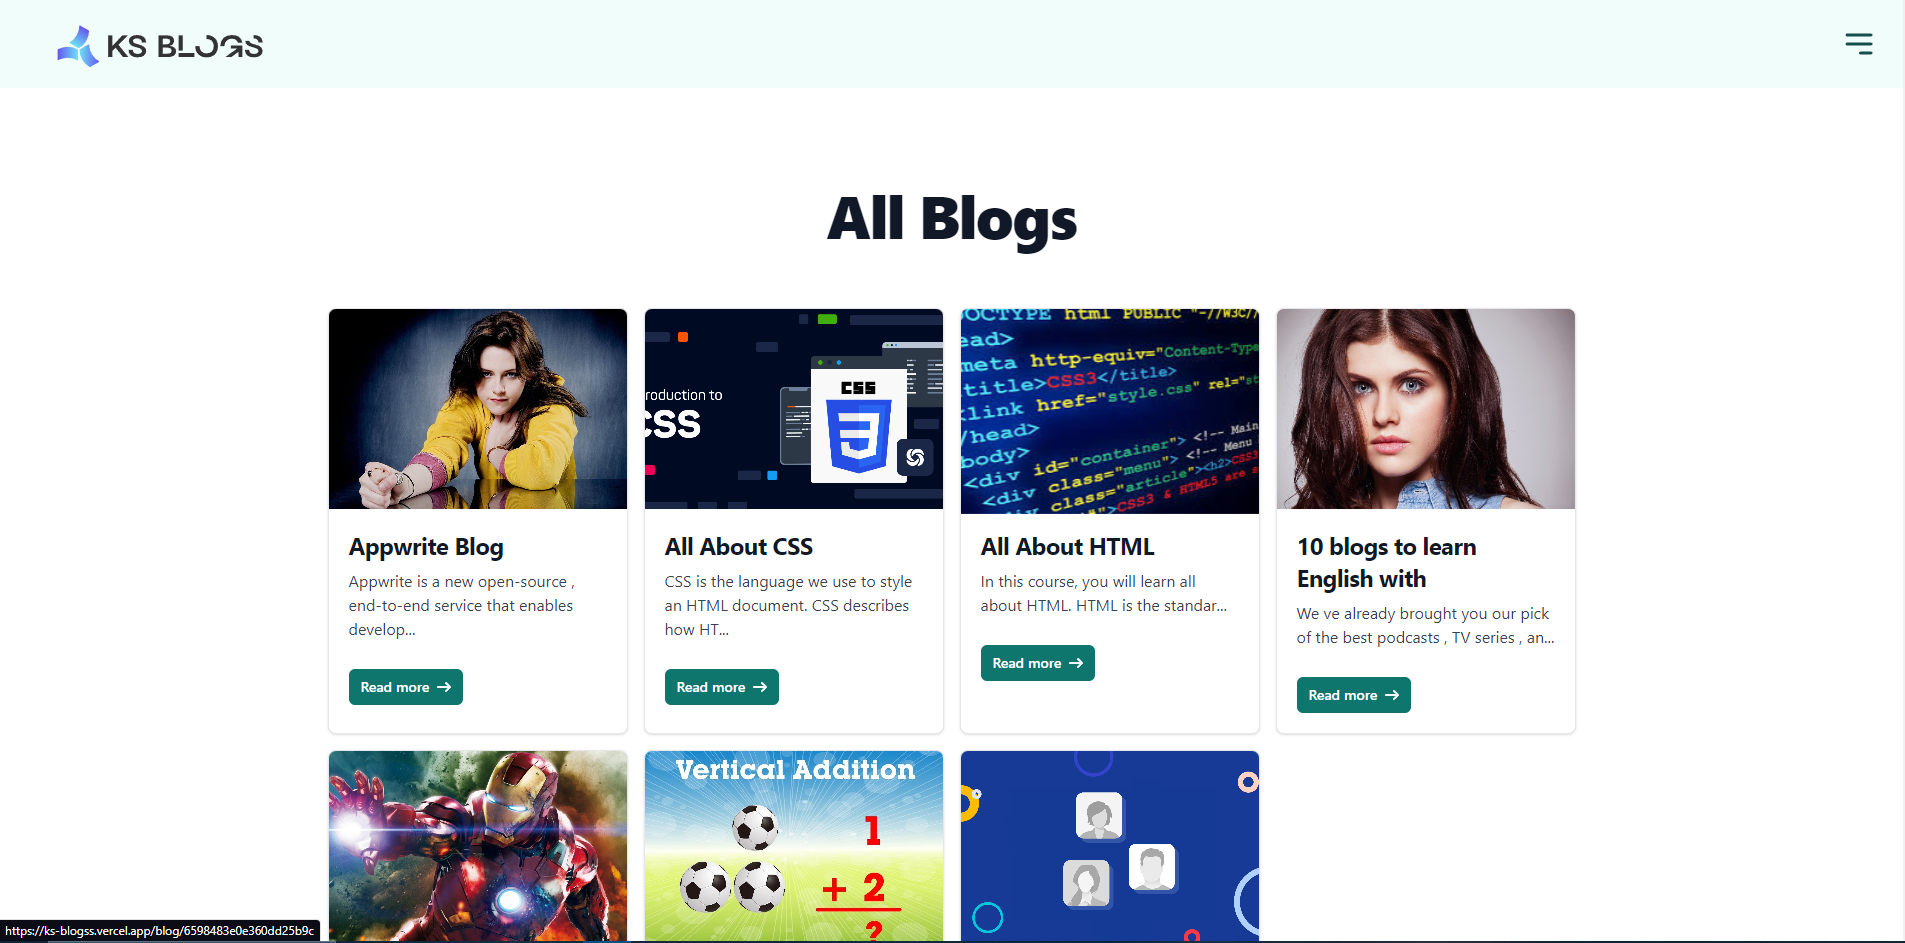 KS BLOGS
All Blogs
roduction to
CSS
CSS
OCTYPE html PUBLIC "-//W3C//
ead>
meta http-equiv="Content-Type
title>CSS3</title>
link href="style.css" rel="st
/head>
body>
<div id="container"> <!-- Main
<div class="menu"> <!-- Menu
<div class="article"><h2>CSS3
">CSS3 & HTML5 are s
Appwrite Blog
Appwrite is a new open-source ,
end-to-end service that enables
develop...
Read more
All About CSS
CSS is the language we use to style
an HTML document. CSS describes
how HT...
Read more
All About HTML
In this course, you will learn all
about HTML. HTML is the standar...
Read more
10 blogs to learn
English with
We ve already brought you our pick
of the best podcasts , TV series , an...
Read more
Vertical Addition
1
+ 2
?
https://ks-blogss.vercel.app/blog/6598483e0e360dd25b9c